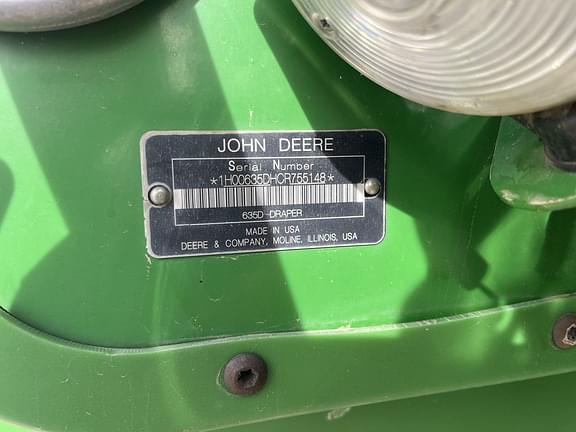 JOHN DEERE
Serial Number
*1H00635DHCR755148*
635D-DRAPER
MADE IN USA
DEERE & COMPANY, MOLINE, ILLINOIS, USA